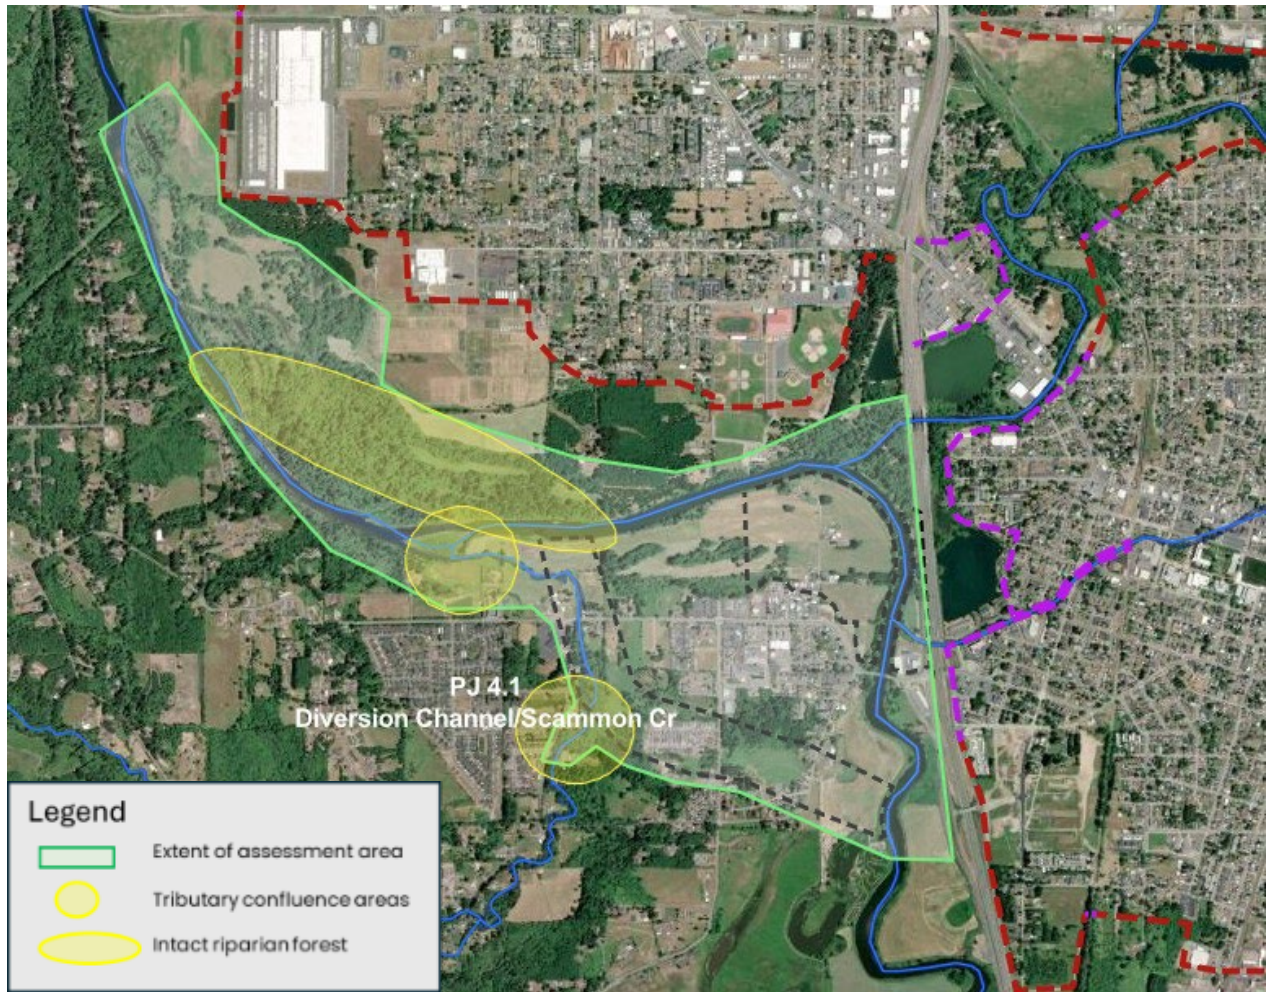 PJ 4.1
Diversion Channel/Scammon Cr
Legend
Extent of assessment area
Tributary confluence areas
Intact riparian forest